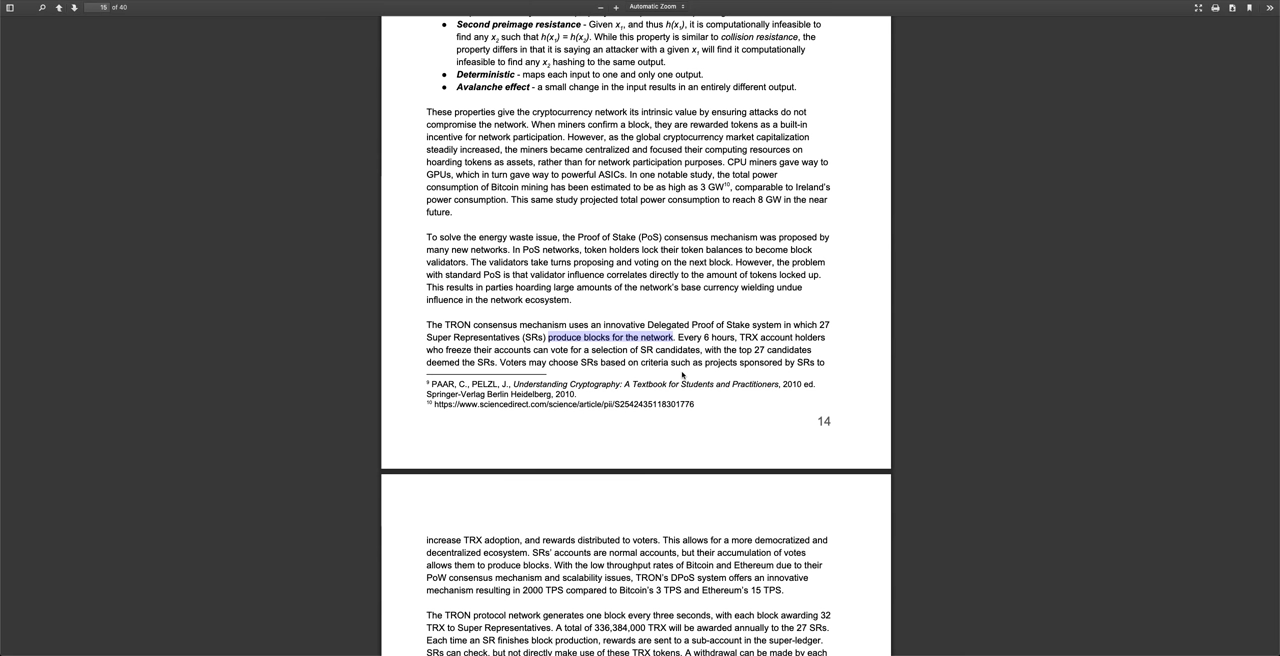 15 of 40
Automatic Zoom
● Second preimage resistance - Given x₁, and thus h(x₁), it is computationally infeasible to
find any x₂ such that h(x₁) = h(x₂). While this property is similar to collision resistance, the
property differs in that it is saying an attacker with a given x₁ will find it computationally
infeasible to find any x₂ hashing to the same output.
● Deterministic - maps each input to one and only one output.
● Avalanche effect - a small change in the input results in an entirely different output.
These properties give the cryptocurrency network its intrinsic value by ensuring attacks do not
compromise the network. When miners confirm a block, they are rewarded tokens as a built-in
incentive for network participation. However, as the global cryptocurrency market capitalization
steadily increased, the miners became centralized and focused their computing resources on
hoarding tokens as assets, rather than for network participation purposes. CPU miners gave way to
GPUs, which in turn gave way to powerful ASICs. In one notable study, the total power
consumption of Bitcoin mining has been estimated to be as high as 3 GW¹⁰, comparable to Ireland's
power consumption. This same study projected total power consumption to reach 8 GW in the near
future.
To solve the energy waste issue, the Proof of Stake (PoS) consensus mechanism was proposed by
many new networks. In PoS networks, token holders lock their token balances to become block
validators. The validators take turns proposing and voting on the next block. However, the problem
with standard PoS is that validator influence correlates directly to the amount of tokens locked up.
This results in parties hoarding large amounts of the network's base currency wielding undue
influence in the network ecosystem.
The TRON consensus mechanism uses an innovative Delegated Proof of Stake system in which 27
Super Representatives (SRs) produce blocks for the network. Every 6 hours, TRX account holders
who freeze their accounts can vote for a selection of SR candidates, with the top 27 candidates
deemed the SRs. Voters may choose SRs based on criteria such as projects sponsored by SRs to
⁹ PAAR, C., PELZL, J., Understanding Cryptography: A Textbook for Students and Practitioners, 2010 ed.
Springer-Verlag Berlin Heidelberg, 2010.
¹⁰ https://www.sciencedirect.com/science/article/pii/S2542435118301776
14
increase TRX adoption, and rewards distributed to voters. This allows for a more democratized and
decentralized ecosystem. SRs' accounts are normal accounts, but their accumulation of votes
allows them to produce blocks. With the low throughput rates of Bitcoin and Ethereum due to their
PoW consensus mechanism and scalability issues, TRON's DPoS system offers an innovative
mechanism resulting in 2000 TPS compared to Bitcoin's 3 TPS and Ethereum's 15 TPS.
The TRON protocol network generates one block every three seconds, with each block awarding 32
TRX to Super Representatives. A total of 336,384,000 TRX will be awarded annually to the 27 SRs.
Each time an SR finishes block production, rewards are sent to a sub-account in the super-ledger.
SRs can check, but not directly make use of these TRX tokens. A withdrawal can be made by each